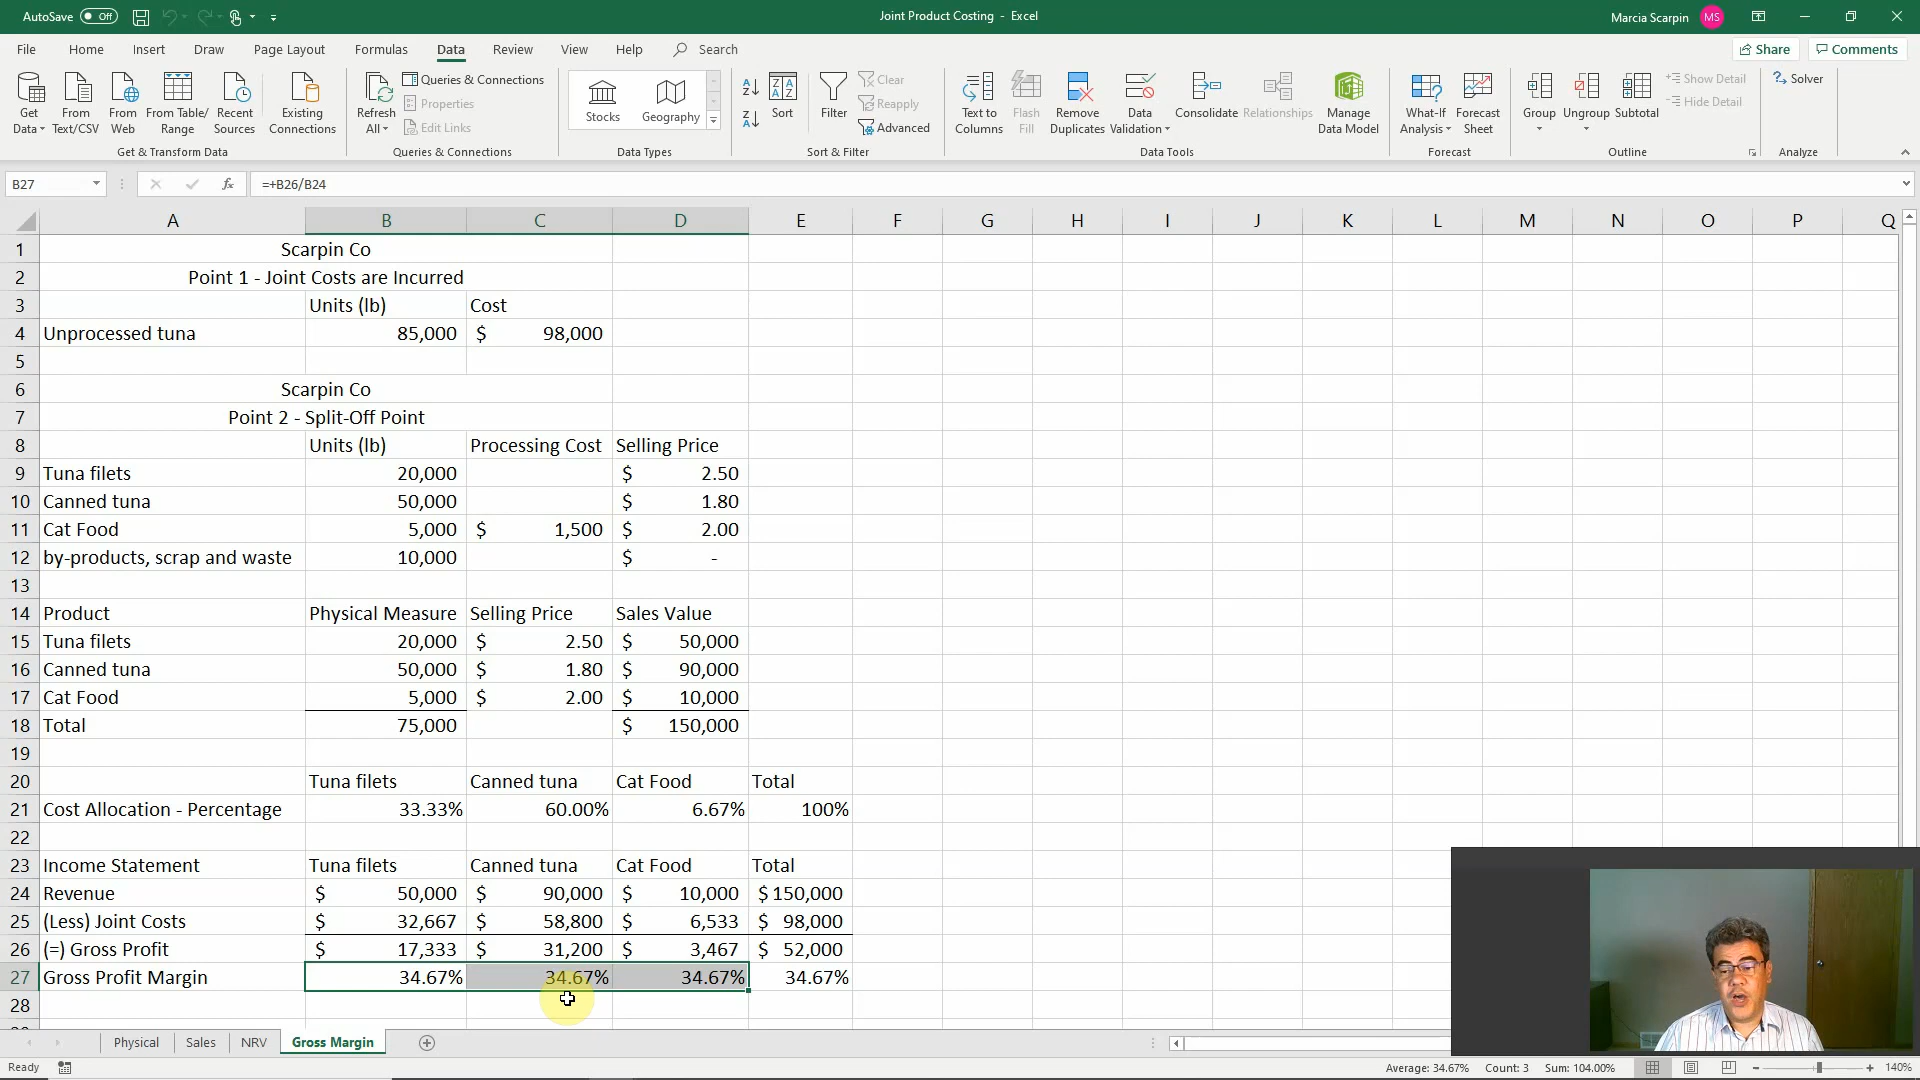 AutoSave Off Joint Product Costing - Excel Marcia Scarpin MS
File Home Insert Draw Page Layout Formulas Data Review View Help Search Share Comments
Get Data From Text/CSV From Web From Table/ Range Recent Sources Existing Connections Refresh All Queries & Connections Properties Edit Links Stocks Geography Sort Filter Clear Reapply Advanced Text to Columns Flash Fill Remove Duplicates Data Validation Consolidate Relationships Manage Data Model What-If Analysis Forecast Sheet Group Ungroup Subtotal Show Detail Hide Detail Solver
Get & Transform Data Queries & Connections Data Types Sort & Filter Data Tools Forecast Outline Analyze
B27 fx =+B26/B24
A B C D E F G H I J K L M N O P Q
1 Scarpin Co
2 Point 1 - Joint Costs are Incurred
3 Units (lb) Cost
4 Unprocessed tuna 85,000 $ 98,000
5
6 Scarpin Co
7 Point 2 - Split-Off Point
8 Units (lb) Processing Cost Selling Price
9 Tuna filets 20,000 $ 2.50
10 Canned tuna 50,000 $ 1.80
11 Cat Food 5,000 $ 1,500 $ 2.00
12 by-products, scrap and waste 10,000 $ -
13
14 Product Physical Measure Selling Price Sales Value
15 Tuna filets 20,000 $ 2.50 $ 50,000
16 Canned tuna 50,000 $ 1.80 $ 90,000
17 Cat Food 5,000 $ 2.00 $ 10,000
18 Total 75,000 $ 150,000
19
20 Tuna filets Canned tuna Cat Food Total
21 Cost Allocation - Percentage 33.33% 60.00% 6.67% 100%
22
23 Income Statement Tuna filets Canned tuna Cat Food Total
24 Revenue $ 50,000 $ 90,000 $ 10,000 $ 150,000
25 (Less) Joint Costs $ 32,667 $ 58,800 $ 6,533 $ 98,000
26 (=) Gross Profit $ 17,333 $ 31,200 $ 3,467 $ 52,000
27 Gross Profit Margin 34.67% 34.67% 34.67% 34.67%
28
Physical Sales NRV Gross Margin
Ready Average: 34.67% Count: 3 Sum: 104.00% 140%